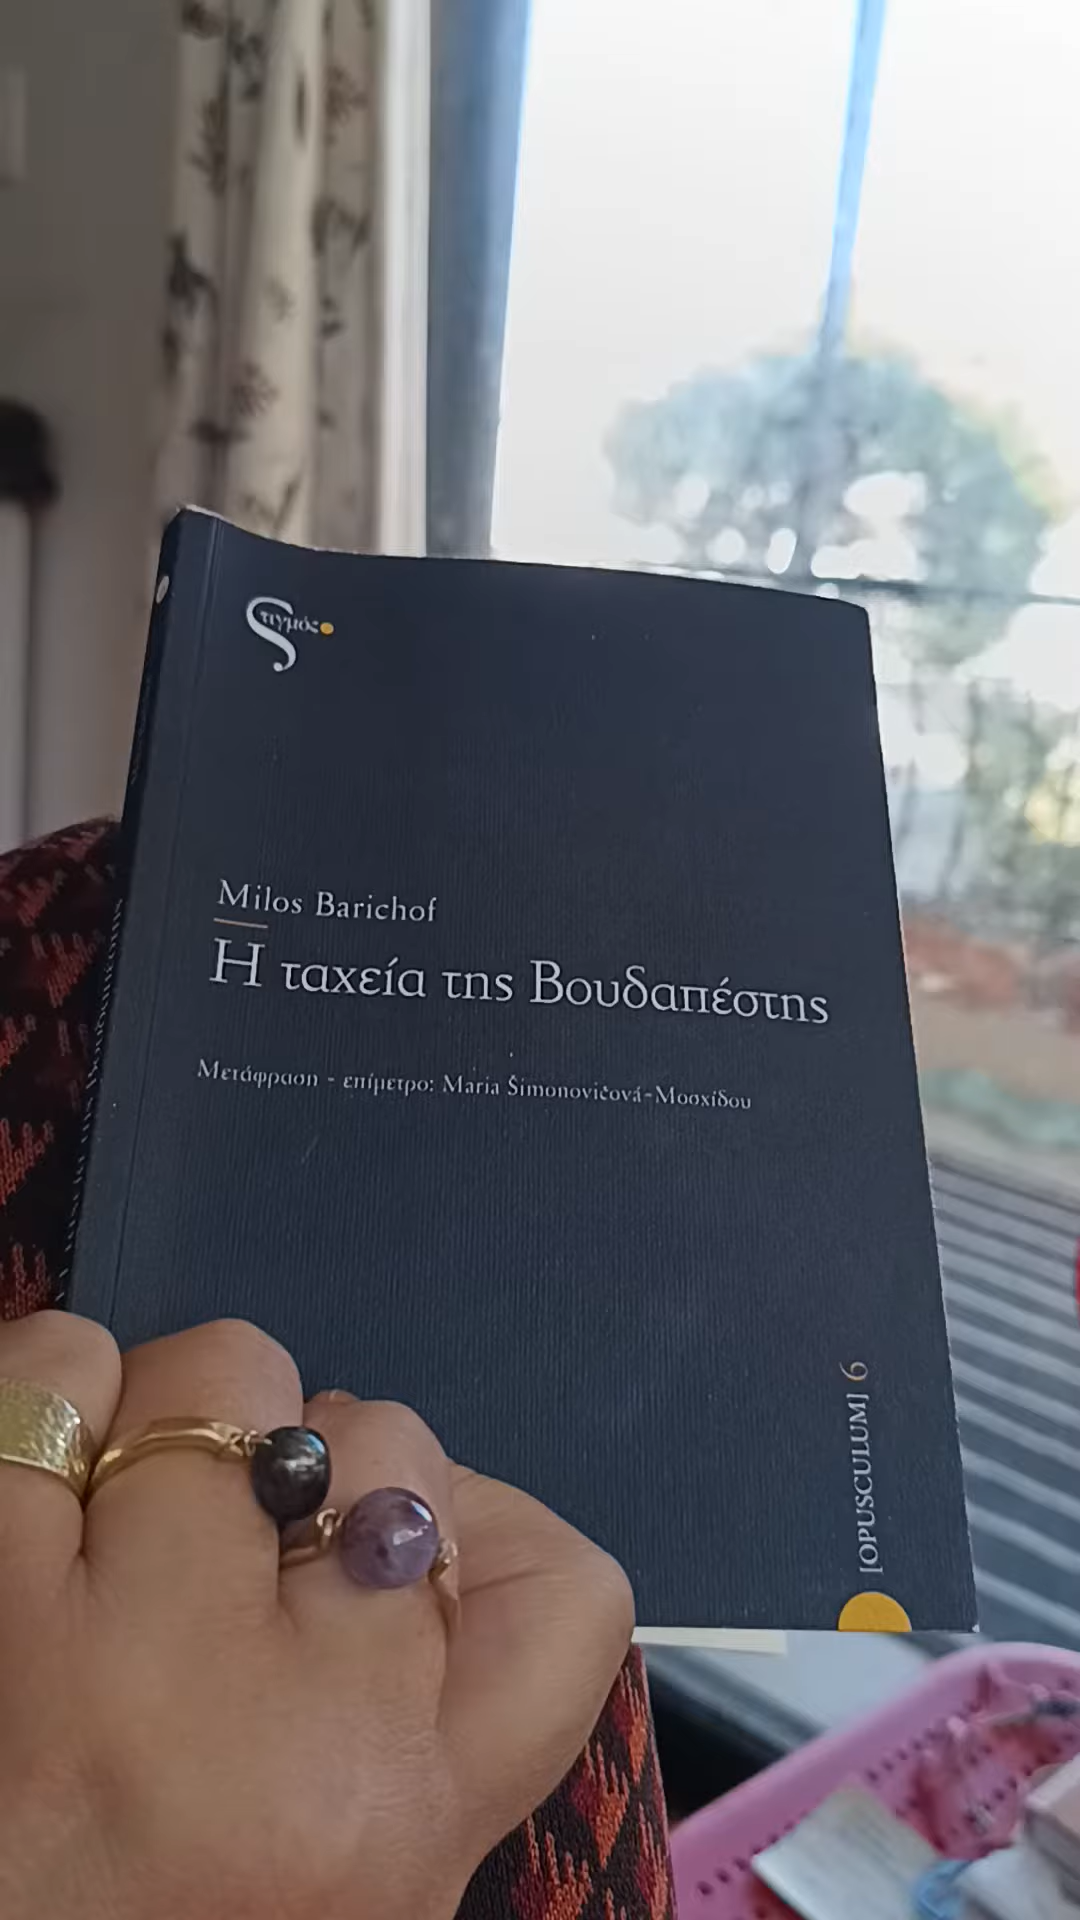 Στιγμός
Milos Barichof
Η ταχεία της Βουδαπέστης
Μετάφραση - επίμετρο: Maria Šimonovičová-Μοσχίδου
[OPUSCULUM] 6